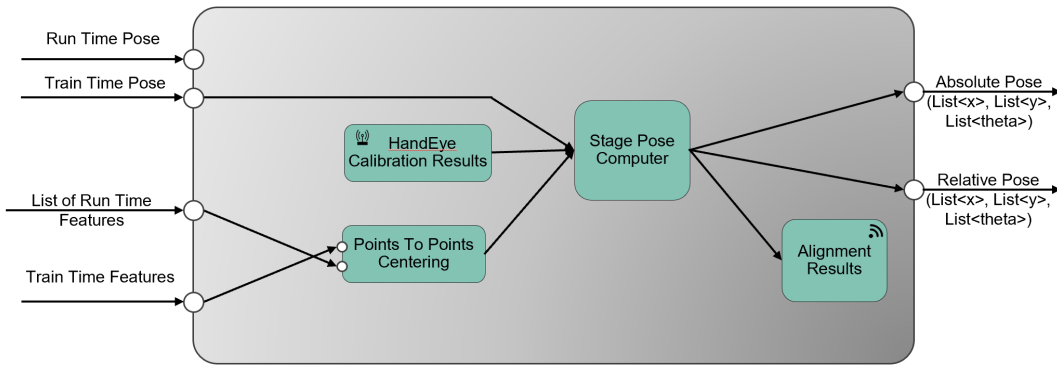 Run Time Pose
Train Time Pose
List of Run Time
Features
Train Time Features
HandEye
Calibration Results
Points To Points
Centering
Stage Pose
Computer
Alignment
Results
Absolute Pose
(List<x>, List<y>,
List<theta>)
Relative Pose
(List<x>, List<y>,
List<theta>)